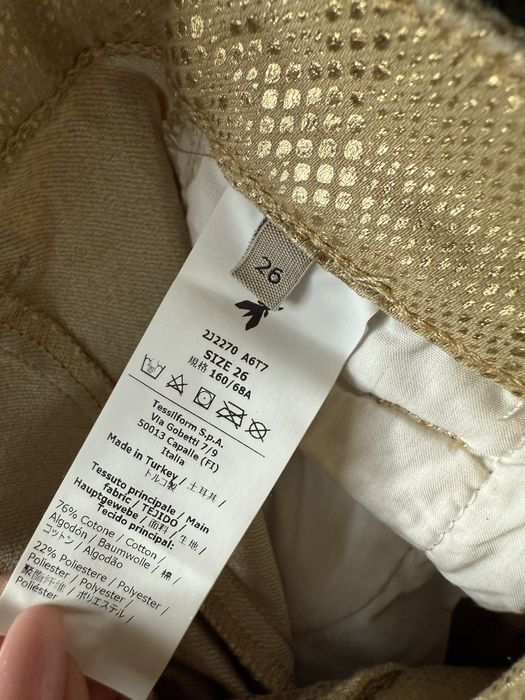 26
2J2270 A6T7
SIZE 26
规格 160/68A
Tessilform S.p.A.
Via Gobetti 7/9
50013 Capalle (FI)
Italia
Made in Turkey / 土耳其 /
トルコ製
Tessuto principale / Main
fabric / TEJIDO /
Hauptgewebe / 面料 / 生地 /
Tecido principal:
76% Cotone / Cotton /
Algodón / Baumwolle / 棉 /
コットン / Algodão
22% Poliestere / Polyester /
Poliester / Polyester /
聚酯纤维 / ポリエステル /
Poliéster